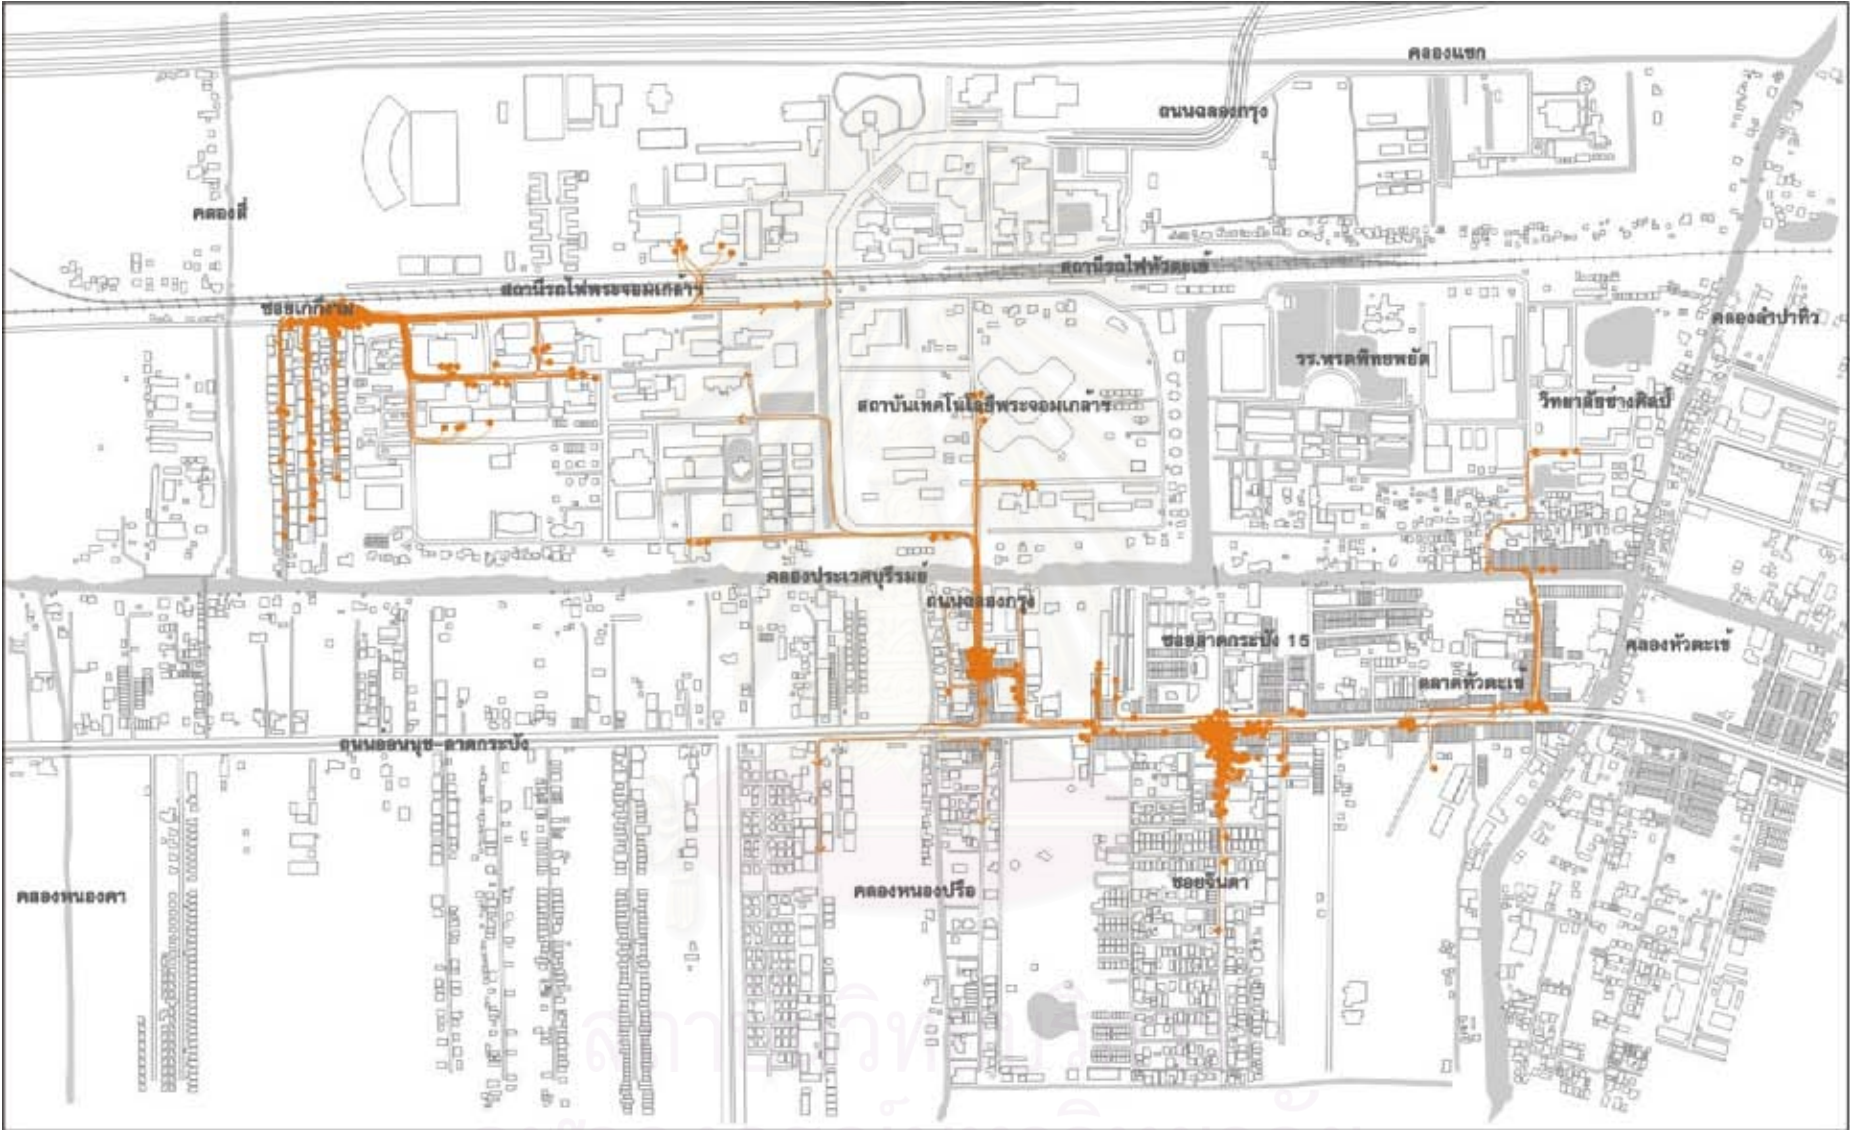 คลองแขก
ถนนฉลองกรุง
คลองสี่
สถานีรถไฟหัวตะเข้
สถานีรถไฟพระจอมเกล้าฯ
ซอยเกกีงาม
คลองลำปาทิว
รร.พรตพิทยพยัต
วิทยาลัยช่างศิลป์
สถาบันเทคโนโลยีพระจอมเกล้าฯ
คลองประเวศบุรีรมย์
ถนนฉลองกรุง
ซอยลาดกระบัง 15
คลองหัวตะเข้
ตลาดหัวตะเข้
ถนนอ่อนนุช-ลาดกระบัง
ซอยจินดา
คลองหนองปรือ
คลองหนองคา